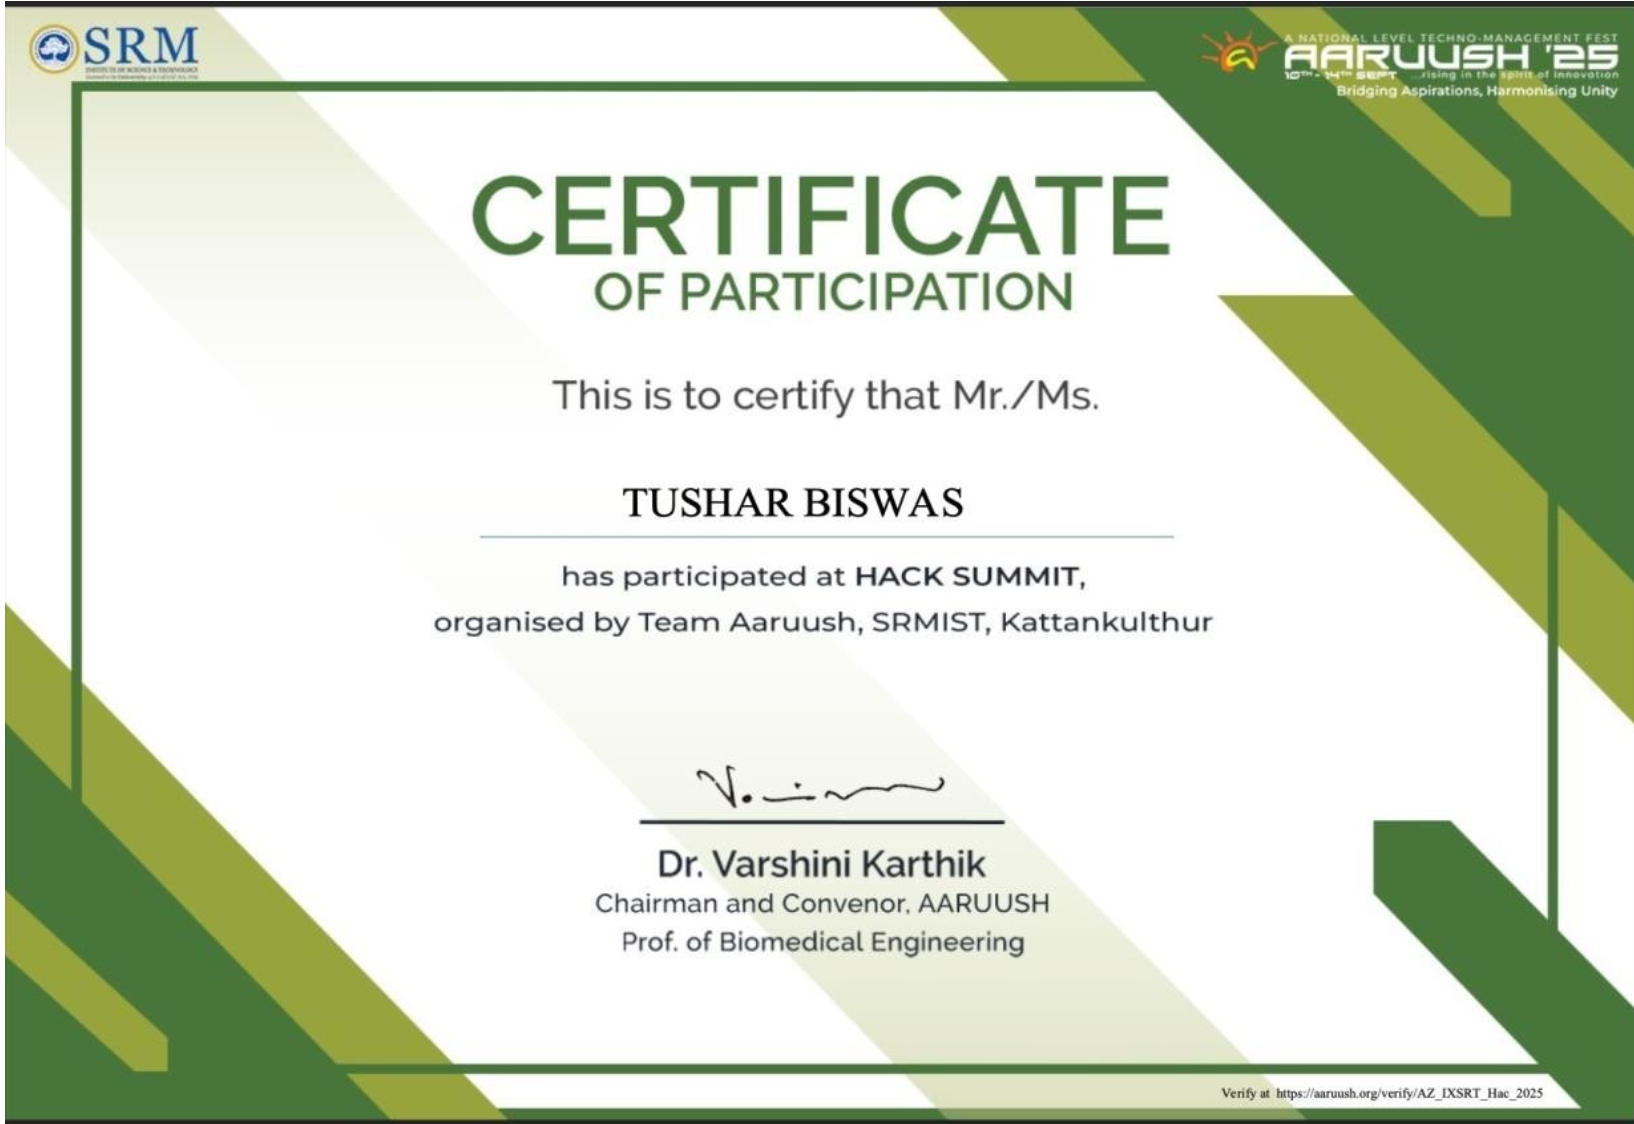 SRM
INSTITUTE OF SCIENCE & TECHNOLOGY
A NATIONAL LEVEL TECHNO-MANAGEMENT FEST
AARUUSH '25
10TH - 14TH SEPT ...rising in the spirit of innovation
Bridging Aspirations, Harmonising Unity
CERTIFICATE
OF PARTICIPATION
This is to certify that Mr./Ms.
TUSHAR BISWAS
has participated at HACK SUMMIT,
organised by Team Aaruush, SRMIST, Kattankulthur
Dr. Varshini Karthik
Chairman and Convenor, AARUUSH
Prof. of Biomedical Engineering
Verify at https://aaruush.org/verify/AZ_IXSRT_Hac_2025